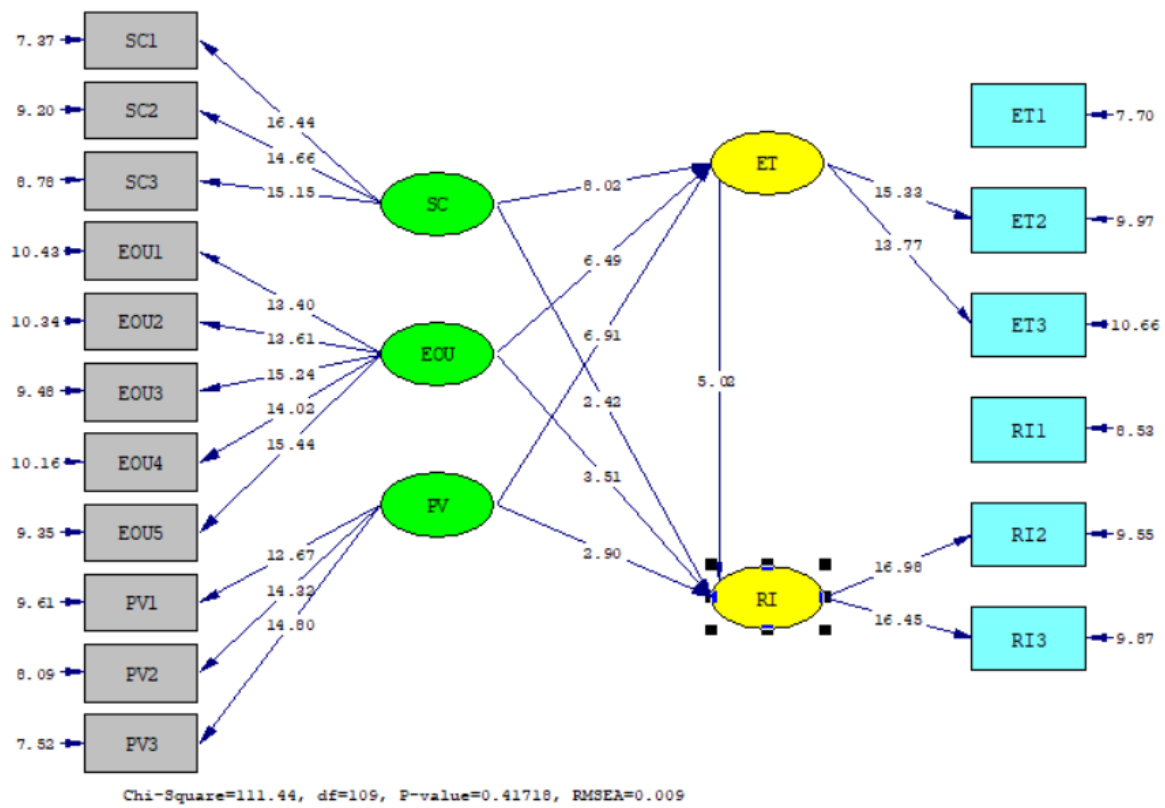 7.37 SC1
9.20 SC2
8.78 SC3
10.43 EOU1
10.34 EOU2
9.48 EOU3
10.16 EOU4
9.35 EOU5
9.61 PV1
8.09 PV2
7.52 PV3
16.44
14.66
15.15
13.40
13.61
15.24
14.02
15.44
12.67
14.32
14.80
SC
EOU
PV
8.02
6.49
6.91
2.42
3.51
2.90
5.02
ET
RI
15.33
13.77
16.98
16.45
ET1 7.70
ET2 9.97
ET3 10.66
RI1 8.53
RI2 9.55
RI3 9.87
Chi-Square=111.44, df=109, P-value=0.41718, RMSEA=0.009